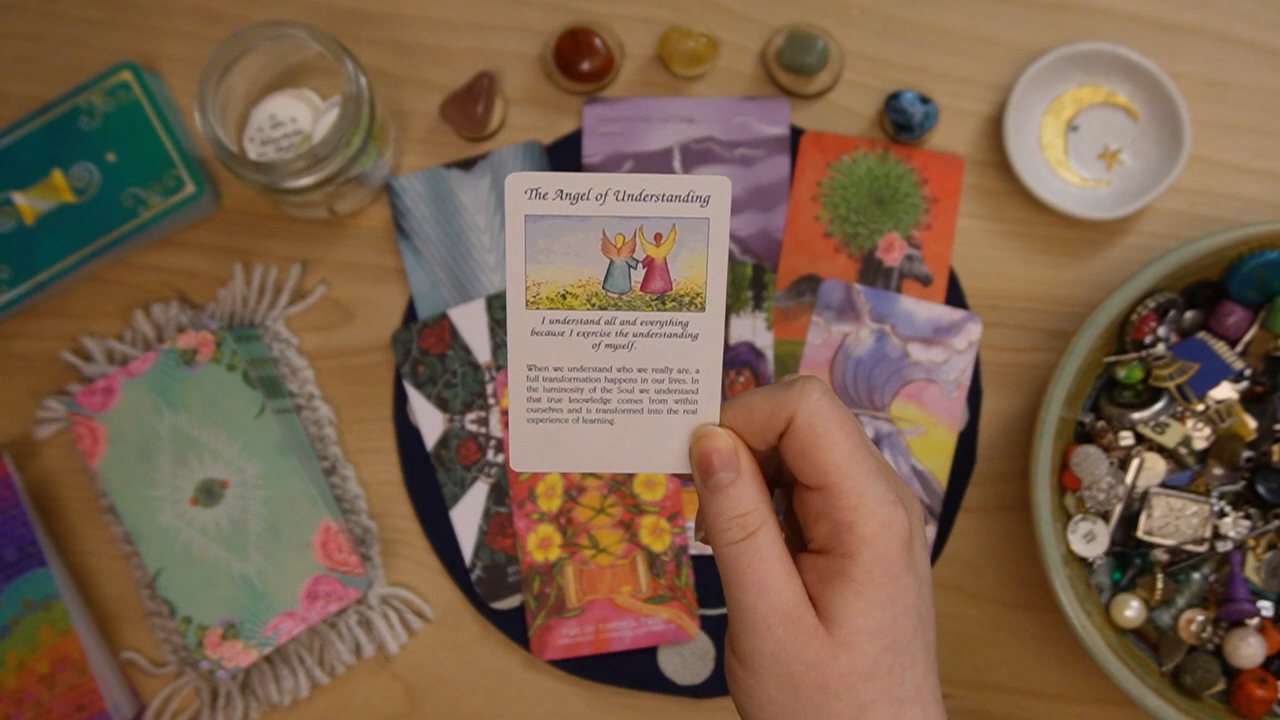 The Angel of Understanding
I understand all and everything
because I exercise the understanding
of myself.
When we understand who we really are, a
full transformation happens in our lives. In
the luminosity of the Soul we understand
that true knowledge comes from within
ourselves and is transformed into the real
experience of learning.